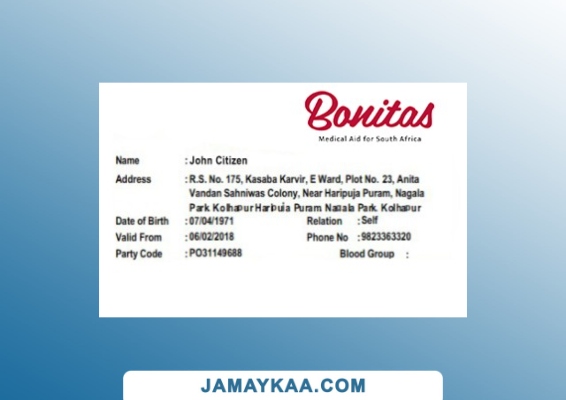 Bonitas
Medical Aid for South Africa
Name : John Citizen
Address : R.S. No. 175, Kasaba Karvir, E Ward, Plot No. 23, Anita
Vandan Sahniwas Colony, Near Haripuja Puram, Nagala
Park Kolhapur Haripuja Puram Nagala Park Kolhapur
Date of Birth : 07/04/1971 Relation : Self
Valid From : 06/02/2018 Phone No : 9823363320
Party Code : PO31149688 Blood Group :
JAMAYKAA.COM